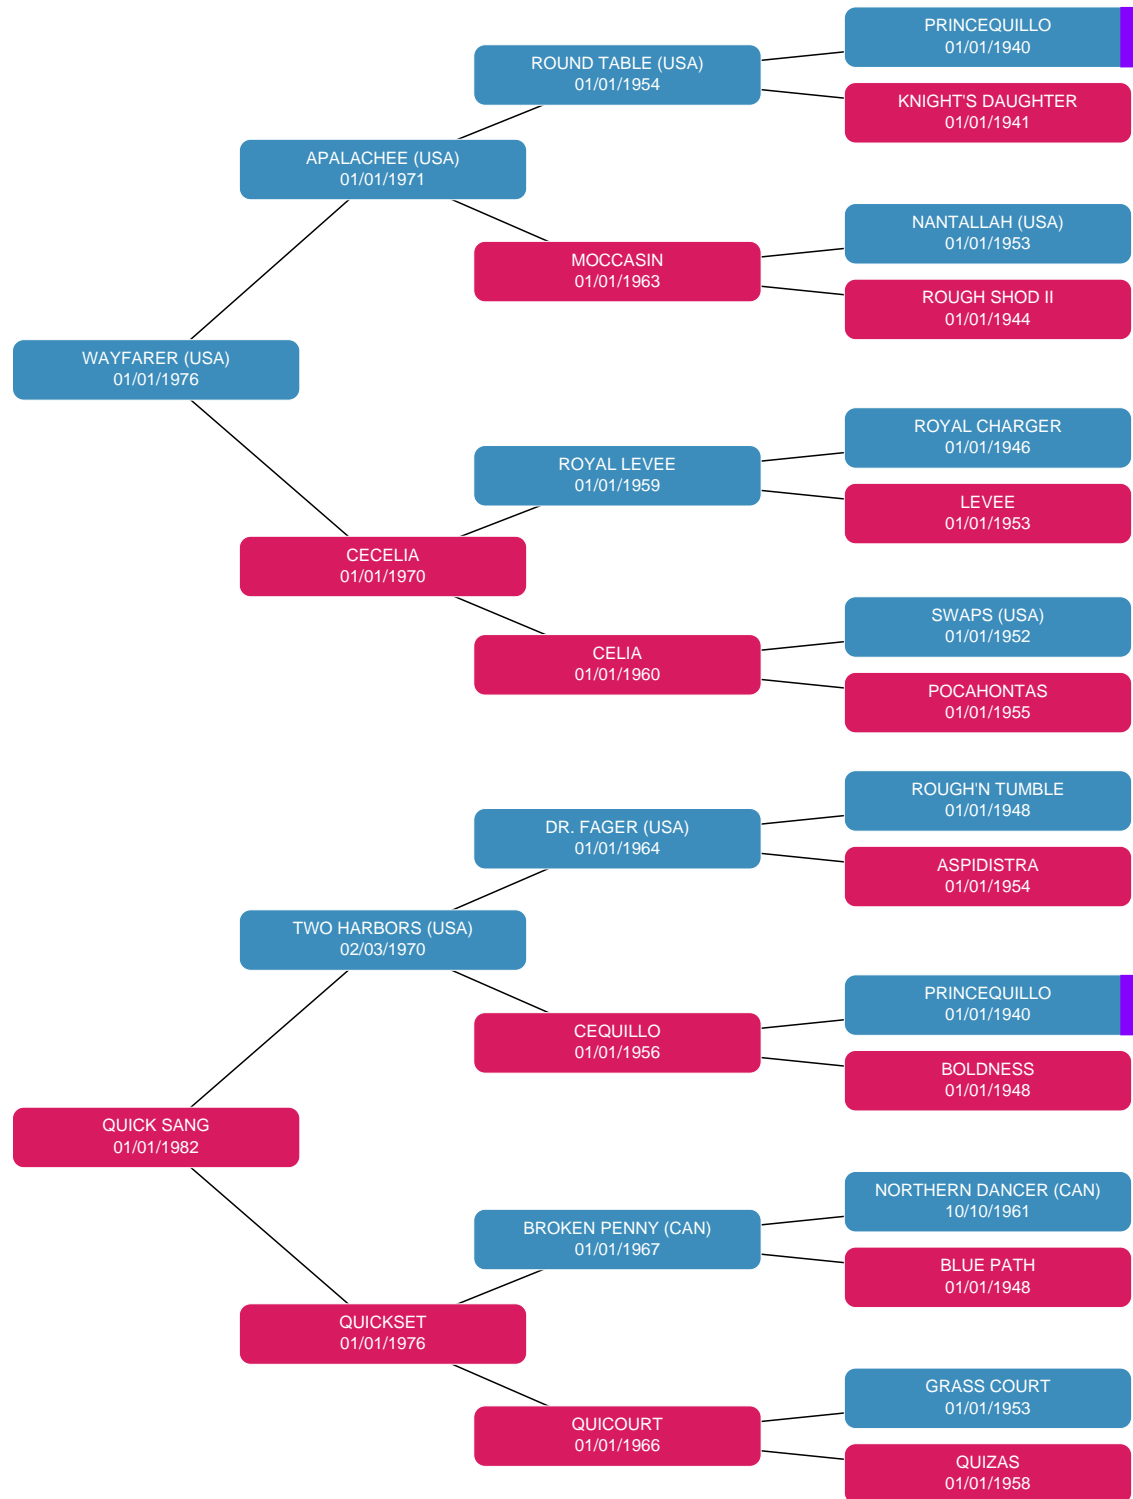 PRINCEQUILLO
01/01/1940
ROUND TABLE (USA)
01/01/1954
KNIGHT'S DAUGHTER
01/01/1941
APALACHEE (USA)
01/01/1971
NANTALLAH (USA)
01/01/1953
MOCCASIN
01/01/1963
ROUGH SHOD II
01/01/1944
WAYFARER (USA)
01/01/1976
ROYAL CHARGER
01/01/1946
ROYAL LEVEE
01/01/1959
LEVEE
01/01/1953
CECELIA
01/01/1970
SWAPS (USA)
01/01/1952
CELIA
01/01/1960
POCAHONTAS
01/01/1955
ROUGH'N TUMBLE
01/01/1948
DR. FAGER (USA)
01/01/1964
ASPIDISTRA
01/01/1954
TWO HARBORS (USA)
02/03/1970
PRINCEQUILLO
01/01/1940
CEQUILLO
01/01/1956
BOLDNESS
01/01/1948
QUICK SANG
01/01/1982
NORTHERN DANCER (CAN)
10/10/1961
BROKEN PENNY (CAN)
01/01/1967
BLUE PATH
01/01/1948
QUICKSET
01/01/1976
GRASS COURT
01/01/1953
QUICOURT
01/01/1966
QUIZAS
01/01/1958